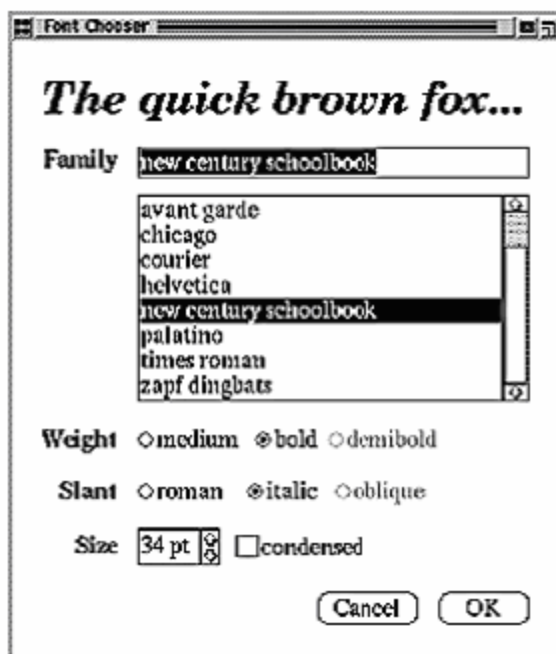 Font Chooser
The quick brown fox...
Family new century schoolbook
avant garde
chicago
courier
helvetica
new century schoolbook
palatino
times roman
zapf dingbats
Weight medium bold demibold
Slant roman italic oblique
Size 34 pt condensed
Cancel OK